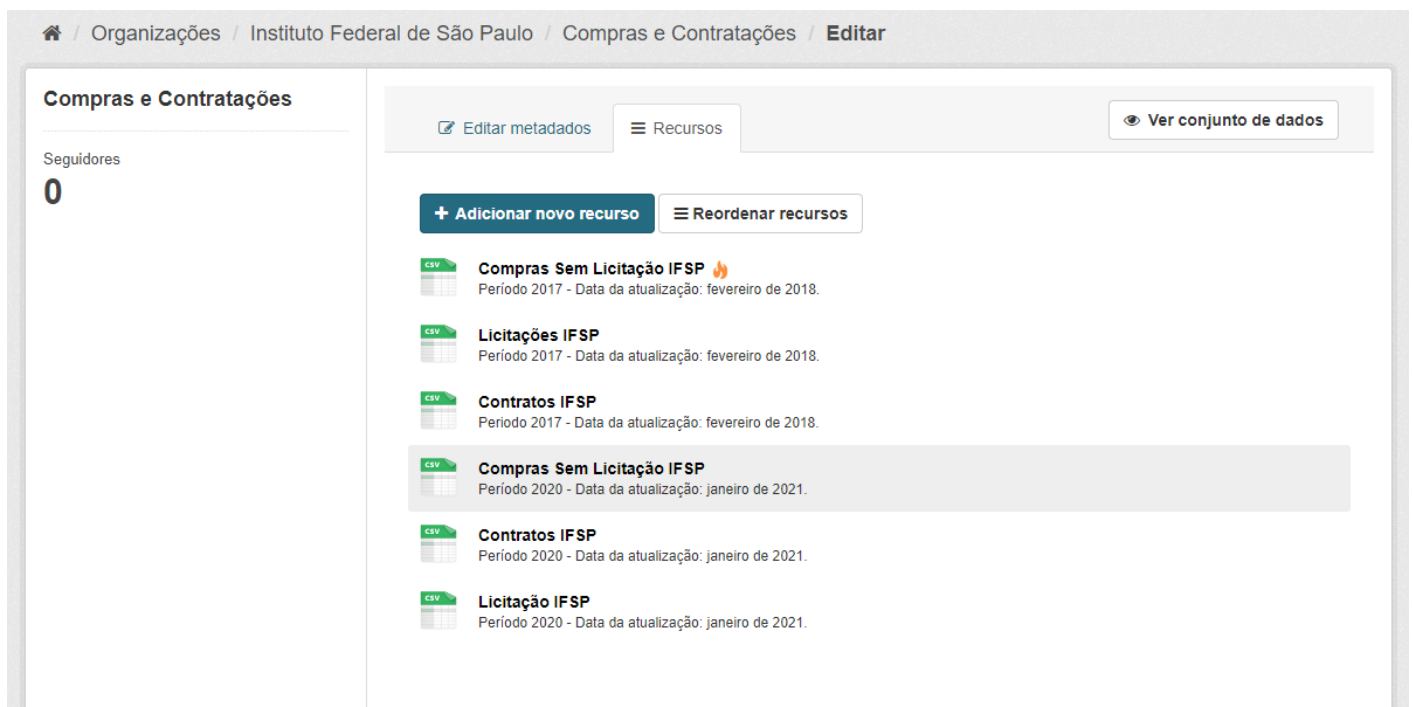 / Organizações / Instituto Federal de São Paulo / Compras e Contratações / Editar
Compras e Contratações
Seguidores
0
Editar metadados
Recursos
Ver conjunto de dados
+ Adicionar novo recurso
Reordenar recursos
CSV
Compras Sem Licitação IFSP
Período 2017 - Data da atualização: fevereiro de 2018.
CSV
Licitações IFSP
Período 2017 - Data da atualização: fevereiro de 2018.
CSV
Contratos IFSP
Periodo 2017 - Data da atualização: fevereiro de 2018.
CSV
Compras Sem Licitação IFSP
Período 2020 - Data da atualização: janeiro de 2021.
CSV
Contratos IFSP
Período 2020 - Data da atualização: janeiro de 2021.
CSV
Licitação IFSP
Período 2020 - Data da atualização: janeiro de 2021.